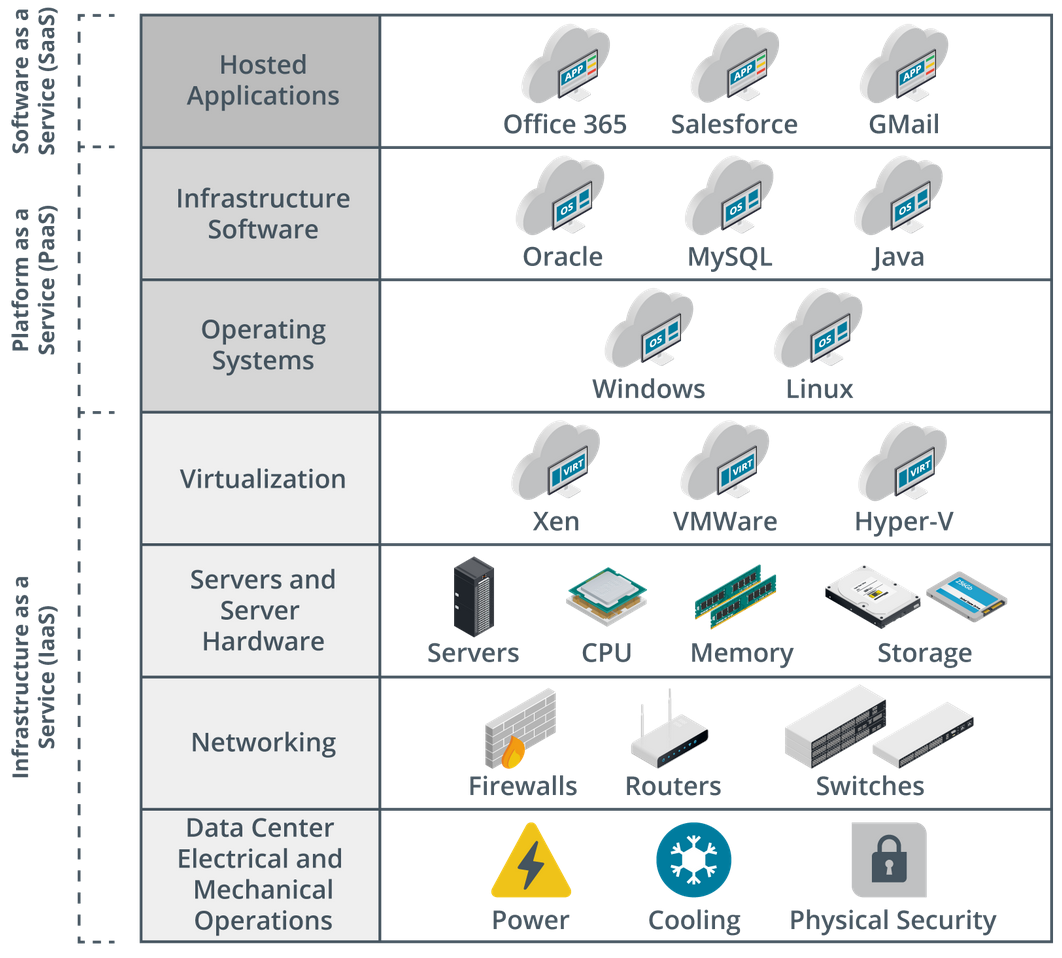 Software as a
Service (SaaS)
Hosted
Applications
APP
APP
APP
Office 365
Salesforce
GMail
Platform as a
Service (PaaS)
Infrastructure
Software
OS
OS
OS
Oracle
MySQL
Java
Operating
Systems
OS
OS
Windows
Linux
Infrastructure as a
Service (IaaS)
Virtualization
VIRT
VIRT
VIRT
Xen
VMWare
Hyper-V
Servers and
Server
Hardware
Servers
CPU
Memory
Storage
Networking
Firewalls
Routers
Switches
Data Center
Electrical and
Mechanical
Operations
Power
Cooling
Physical Security